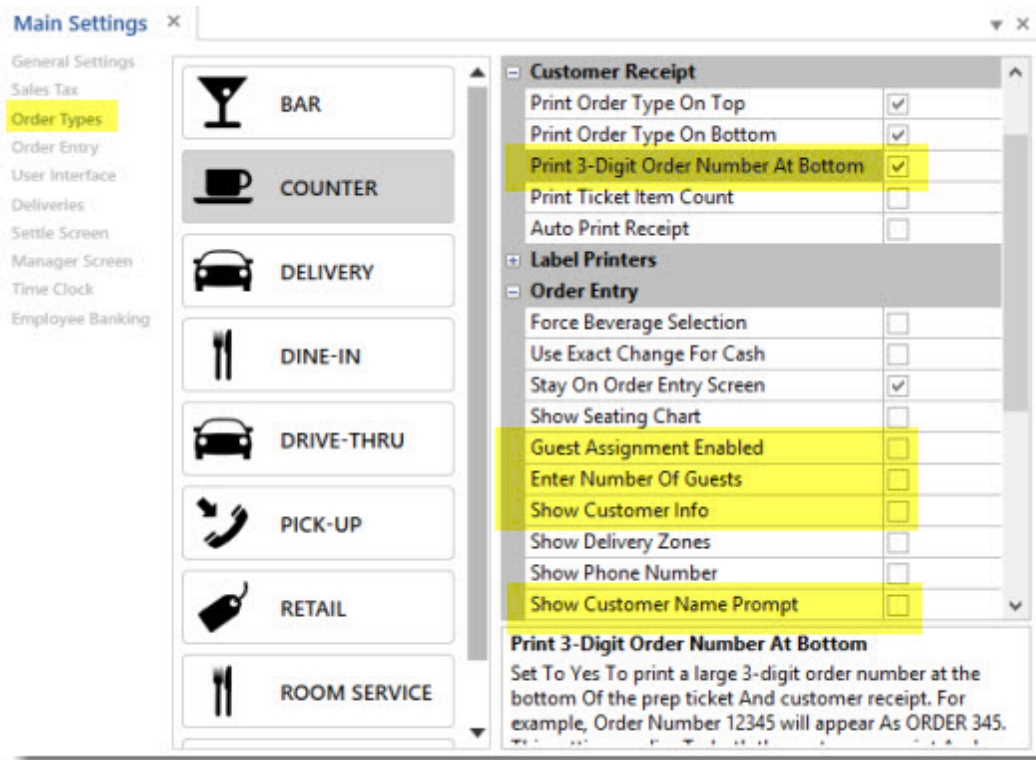 Main Settings
General Settings
Sales Tax
Order Types
Order Entry
User Interface
Deliveries
Settle Screen
Manager Screen
Time Clock
Employee Banking
BAR
COUNTER
DELIVERY
DINE-IN
DRIVE-THRU
PICK-UP
RETAIL
ROOM SERVICE
Customer Receipt
Print Order Type On Top
Print Order Type On Bottom
Print 3-Digit Order Number At Bottom
Print Ticket Item Count
Auto Print Receipt
Label Printers
Order Entry
Force Beverage Selection
Use Exact Change For Cash
Stay On Order Entry Screen
Show Seating Chart
Guest Assignment Enabled
Enter Number Of Guests
Show Customer Info
Show Delivery Zones
Show Phone Number
Show Customer Name Prompt
Print 3-Digit Order Number At Bottom
Set To Yes To print a large 3-digit order number at the
bottom Of the prep ticket And customer receipt. For
example, Order Number 12345 will appear As ORDER 345.